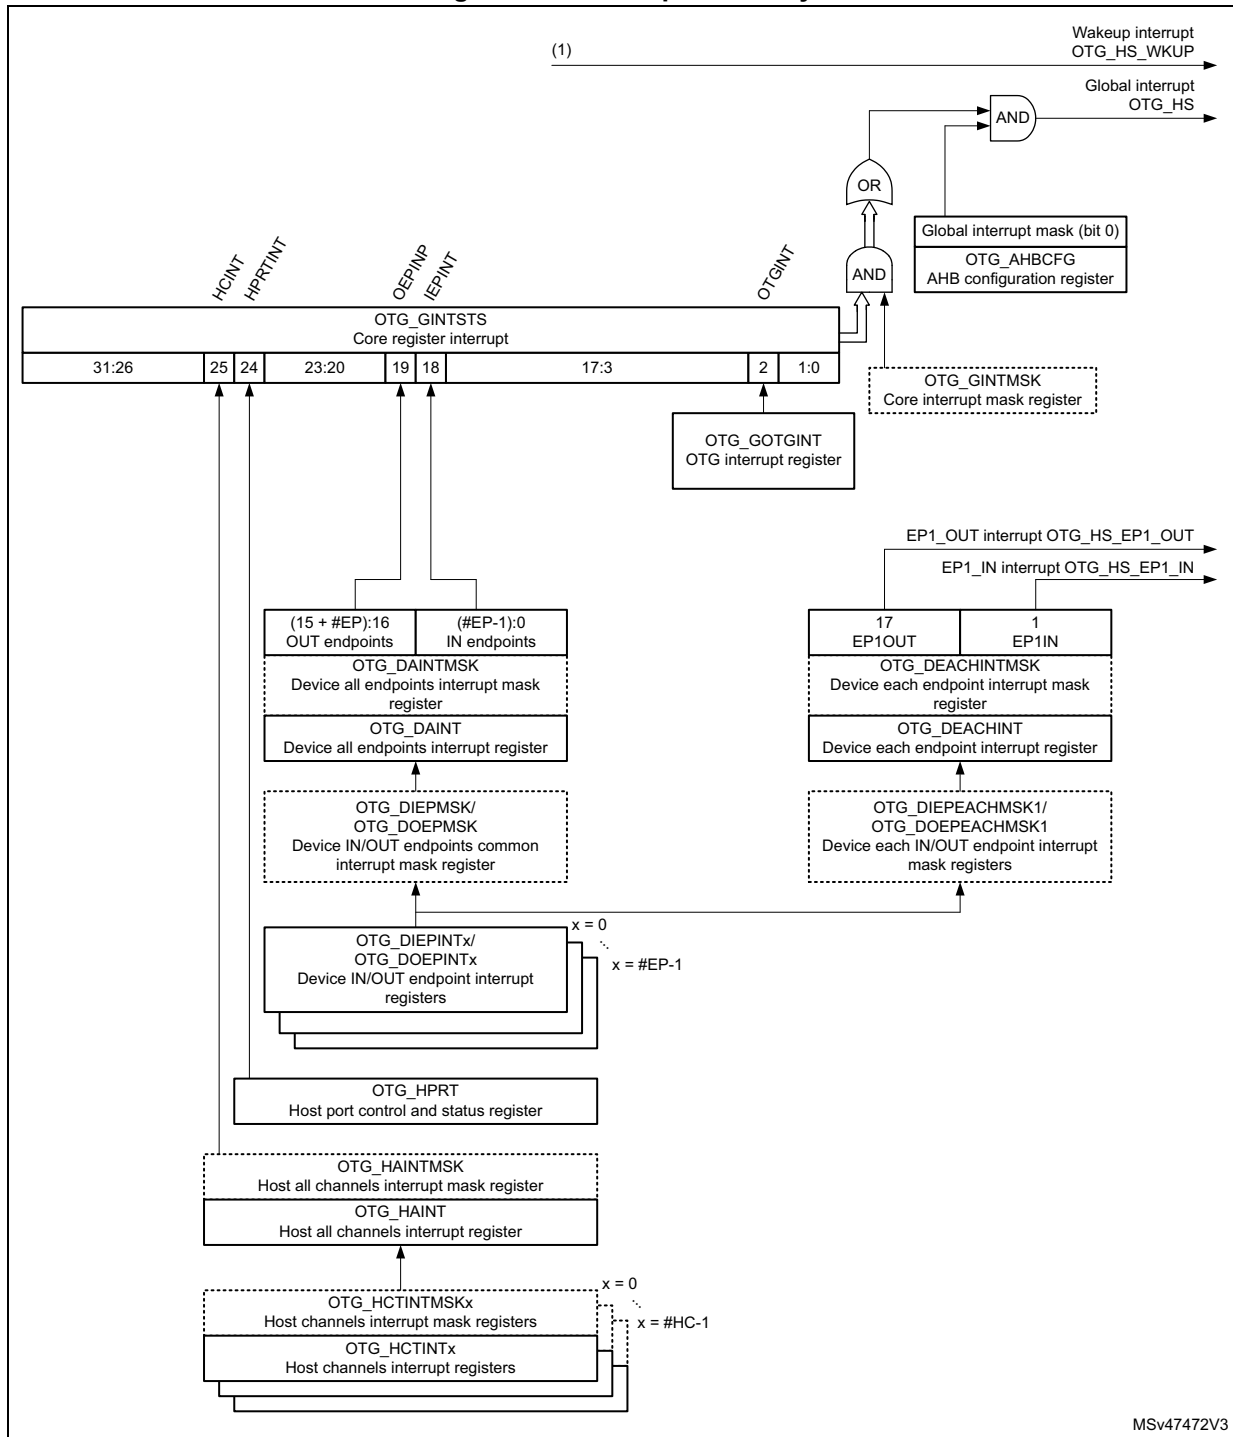 (1)
Wakeup interrupt
OTG_HS_WKUP
Global interrupt
OTG_HS
AND
OR
Global interrupt mask (bit 0)
OTG_AHBCFG
AHB configuration register
AND
HCINT
HPRTINT
OEPINP
IEPINT
OTGINT
OTG_GINTSTS
Core register interrupt
31:26
25
24
23:20
19
18
17:3
2
1:0
OTG_GINTMSK
Core interrupt mask register
OTG_GOTGINT
OTG interrupt register
EP1_OUT interrupt OTG_HS_EP1_OUT
EP1_IN interrupt OTG_HS_EP1_IN
(15 + #EP):16
OUT endpoints
(#EP-1):0
IN endpoints
OTG_DAINTMSK
Device all endpoints interrupt mask
register
OTG_DAINT
Device all endpoints interrupt register
17
EP1OUT
1
EP1IN
OTG_DEACHINTMSK
Device each endpoint interrupt mask
register
OTG_DEACHINT
Device each endpoint interrupt register
OTG_DIEPMSK/
OTG_DOEPMSK
Device IN/OUT endpoints common
interrupt mask register
OTG_DIEPEACHMSK1/
OTG_DOEPEACHMSK1
Device each IN/OUT endpoint interrupt
mask registers
OTG_DIEPINTx/
OTG_DOEPINTx
Device IN/OUT endpoint interrupt
registers
x = 0
x = #EP-1
OTG_HPRT
Host port control and status register
OTG_HAINTMSK
Host all channels interrupt mask register
OTG_HAINT
Host all channels interrupt register
OTG_HCTINTMSKx
Host channels interrupt mask registers
OTG_HCTINTx
Host channels interrupt registers
x = 0
x = #HC-1
MSv47472V3